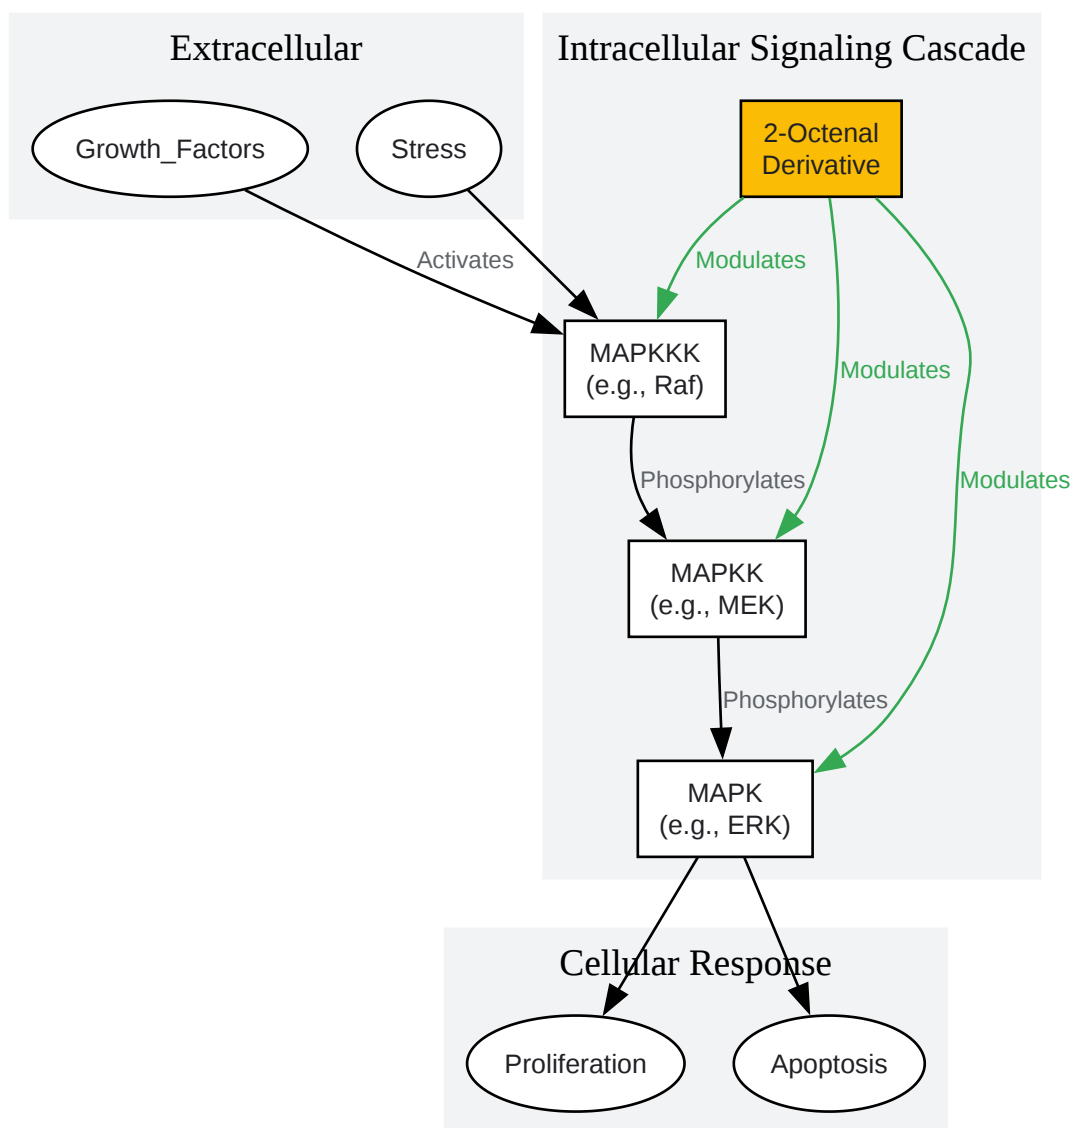 Extracellular
Intracellular Signaling Cascade
Growth_Factors
Stress
2-Octenal
Derivative
Activates
Modulates
MAPKKK
(e.g., Raf)
Modulates
Phosphorylates
Modulates
MAPKK
(e.g., MEK)
Phosphorylates
MAPK
(e.g., ERK)
Cellular Response
Proliferation
Apoptosis